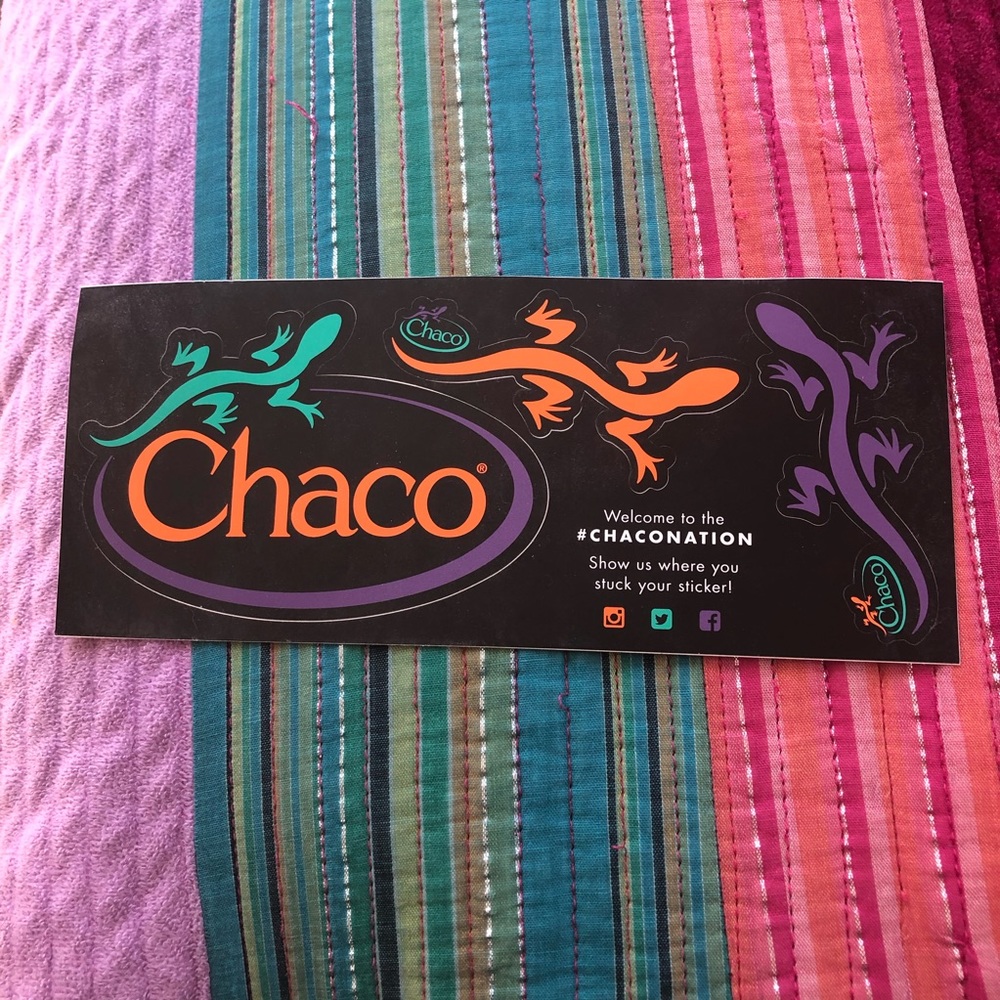 Chaco
Chaco®
Welcome to the
#CHACONATION
Show us where you
stuck your sticker!
Chaco